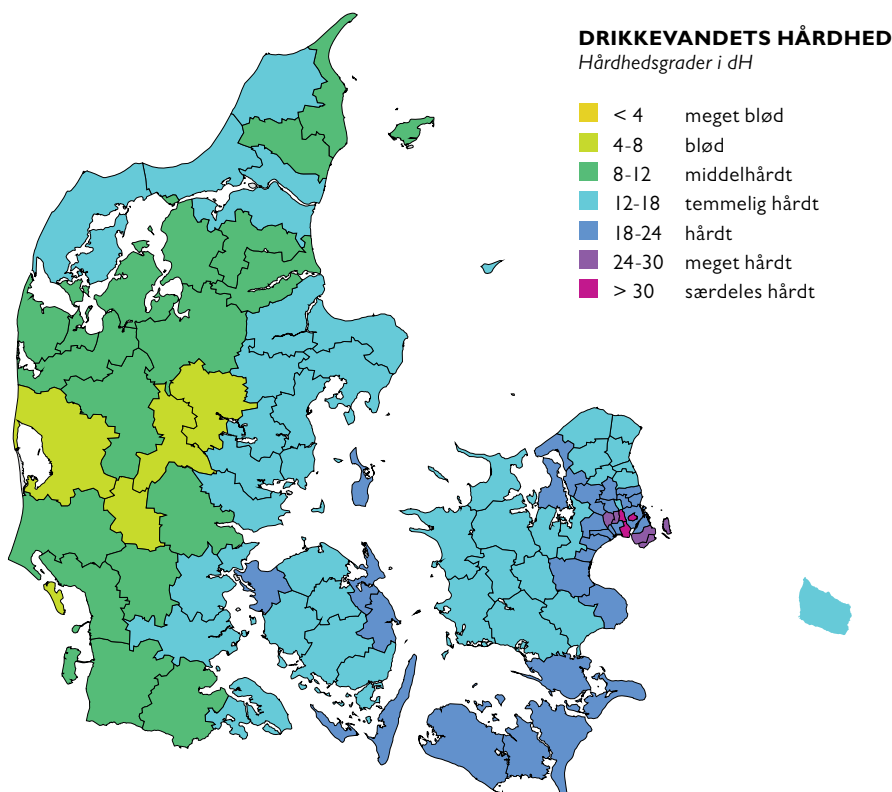 DRIKKEVANDETS HÅRDHED
Hårdhedsgrader i dH
< 4 meget blød
4-8 blød
8-12 middelhårdt
12-18 temmelig hårdt
18-24 hårdt
24-30 meget hårdt
> 30 særdeles hårdt